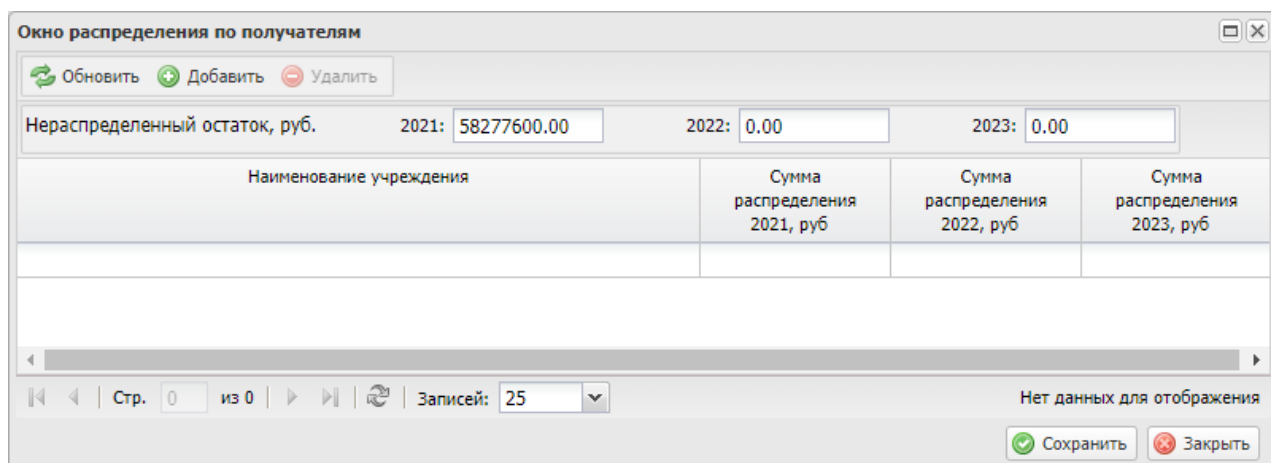 Окно распределения по получателям
Обновить Добавить Удалить
Нераспределенный остаток, руб. 2021: 58277600.00 2022: 0.00 2023: 0.00
Наименование учреждения Сумма распределения 2021, руб Сумма распределения 2022, руб Сумма распределения 2023, руб
Стр. 0 из 0 Записей: 25 Нет данных для отображения
Сохранить Закрыть